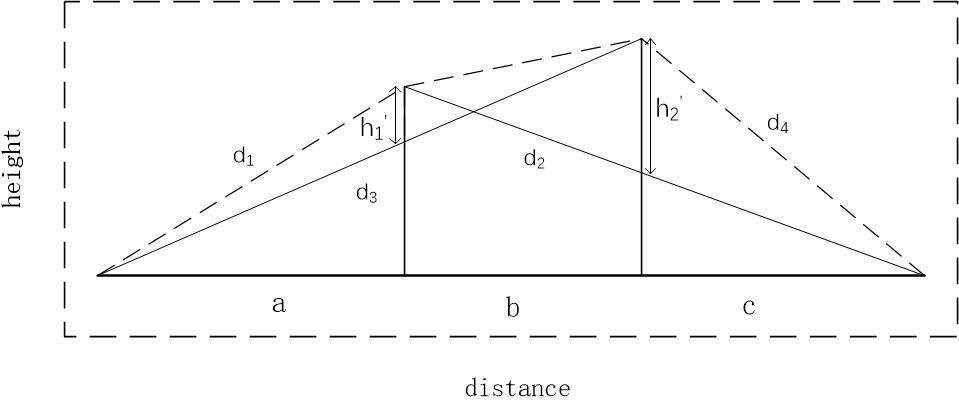 height
d₁
h₁'
d₃
d₂
h₂'
d₄
a
b
c
distance